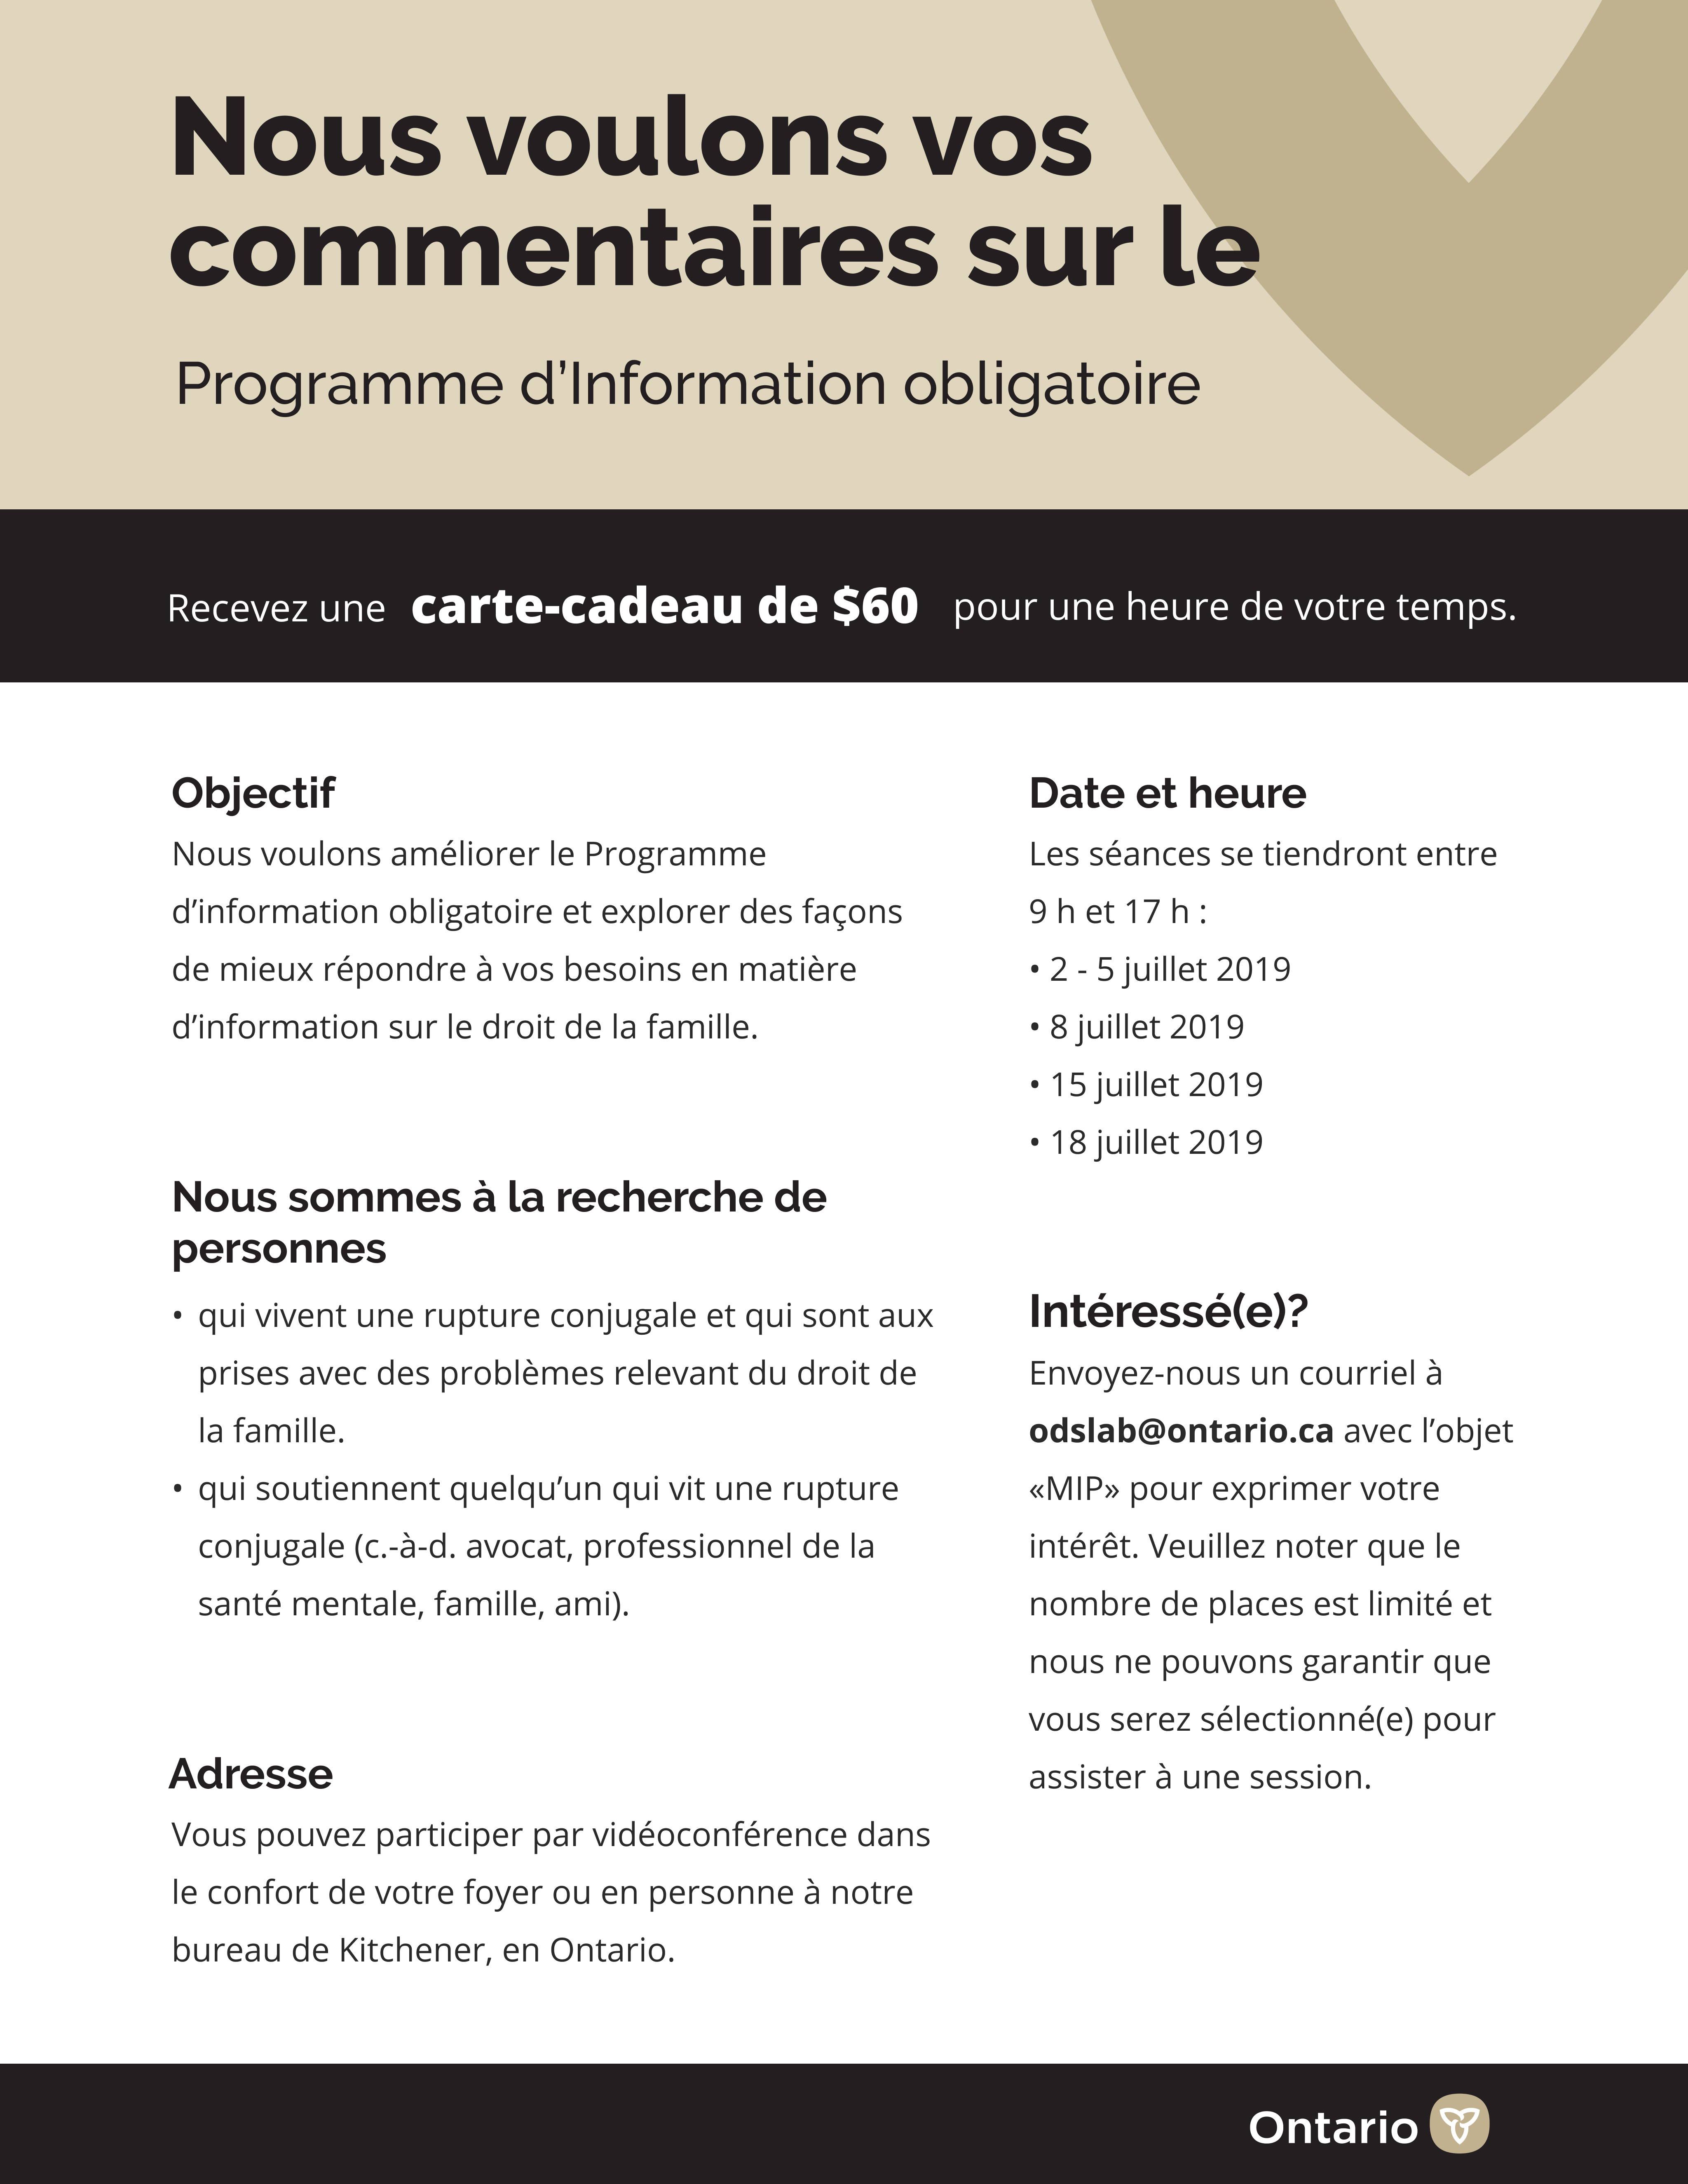 Nous voulons vos
commentaires sur le
Programme d’Information obligatoire
Recevez une carte-cadeau de $60 pour une heure de votre temps.
Objectif
Nous voulons améliorer le Programme
d’information obligatoire et explorer des façons
de mieux répondre à vos besoins en matière
d’information sur le droit de la famille.
Nous sommes à la recherche de
personnes
• qui vivent une rupture conjugale et qui sont aux
prises avec des problèmes relevant du droit de
la famille.
• qui soutiennent quelqu’un qui vit une rupture
conjugale (c.-à-d. avocat, professionnel de la
santé mentale, famille, ami).
Adresse
Vous pouvez participer par vidéoconférence dans
le confort de votre foyer ou en personne à notre
bureau de Kitchener, en Ontario.
Date et heure
Les séances se tiendront entre
9 h et 17 h :
• 2 - 5 juillet 2019
• 8 juillet 2019
• 15 juillet 2019
• 18 juillet 2019
Intéressé(e)?
Envoyez-nous un courriel à
odslab@ontario.ca avec l’objet
«MIP» pour exprimer votre
intérêt. Veuillez noter que le
nombre de places est limité et
nous ne pouvons garantir que
vous serez sélectionné(e) pour
assister à une session.
Ontario